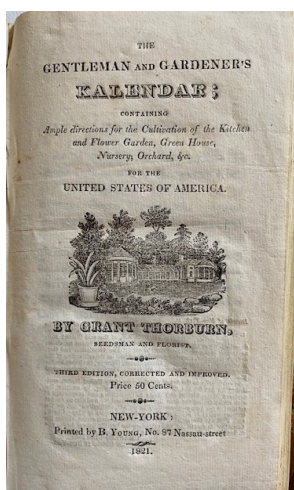 THE
GENTLEMAN AND GARDENER'S
KALENDAR;
CONTAINING
Ample directions for the Cultivation of the Kitchen
and Flower Garden, Green House,
Nursery, Orchard, &c.
FOR THE
UNITED STATES OF AMERICA.
BY GRANT THORBURN,
SEEDSMAN AND FLORIST.
THIRD EDITION, CORRECTED AND IMPROVED.
Price 50 Cents.
NEW-YORK:
Printed by B. YOUNG, No. 87 Nassau-street
1821.